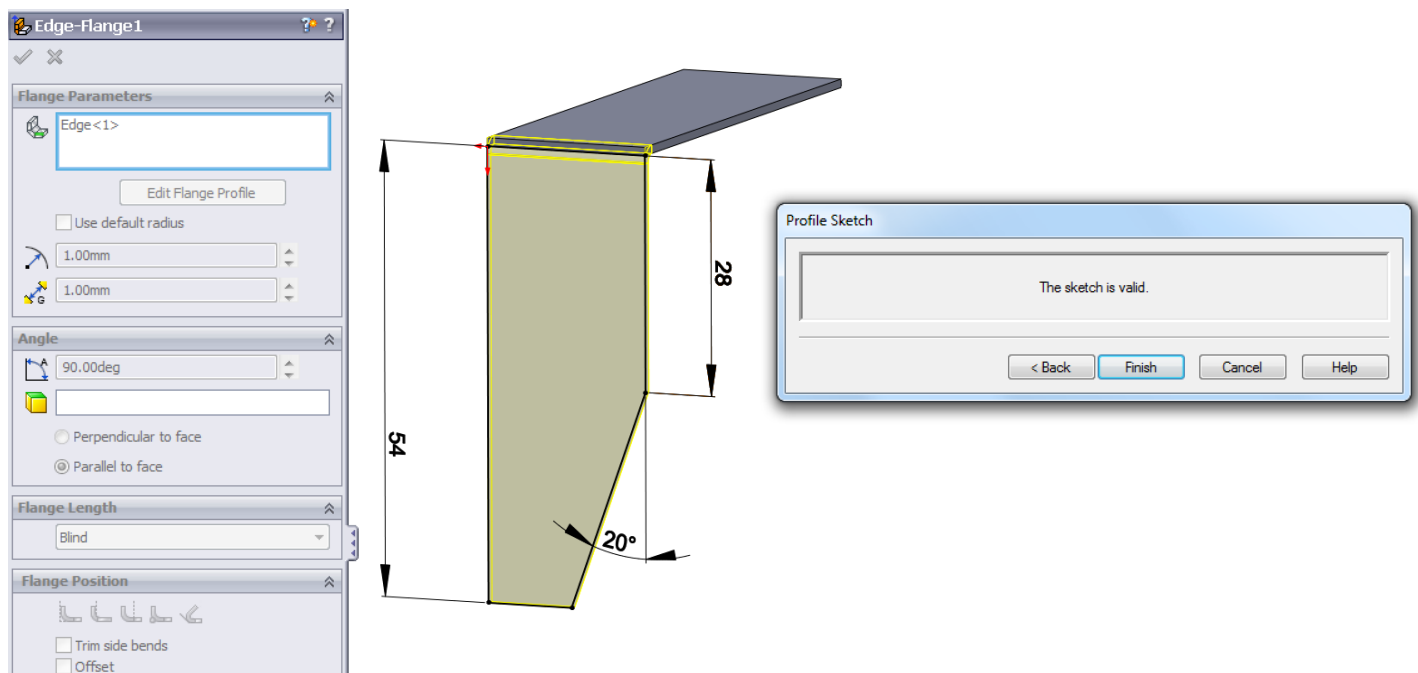 Edge-Flange1
? ?
Flange Parameters
Edge<1>
Edit Flange Profile
Use default radius
1.00mm
G
1.00mm
Angle
A
90.00deg
Perpendicular to face
Parallel to face
Flange Length
Blind
Flange Position
Trim side bends
Offset
54
28
20°
Profile Sketch
The sketch is valid.
< Back
Finish
Cancel
Help